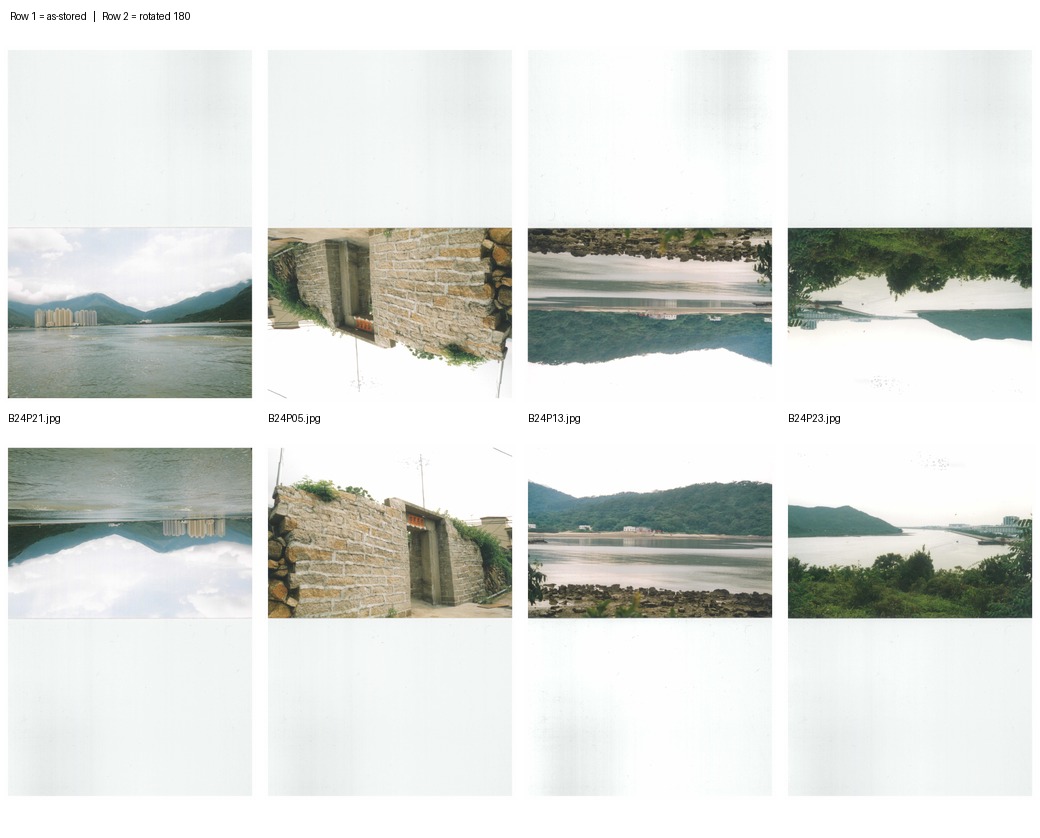 Row 1 = as-stored | Row 2 = rotated 180
B24P21.jpg
B24P05.jpg
B24P13.jpg
B24P23.jpg